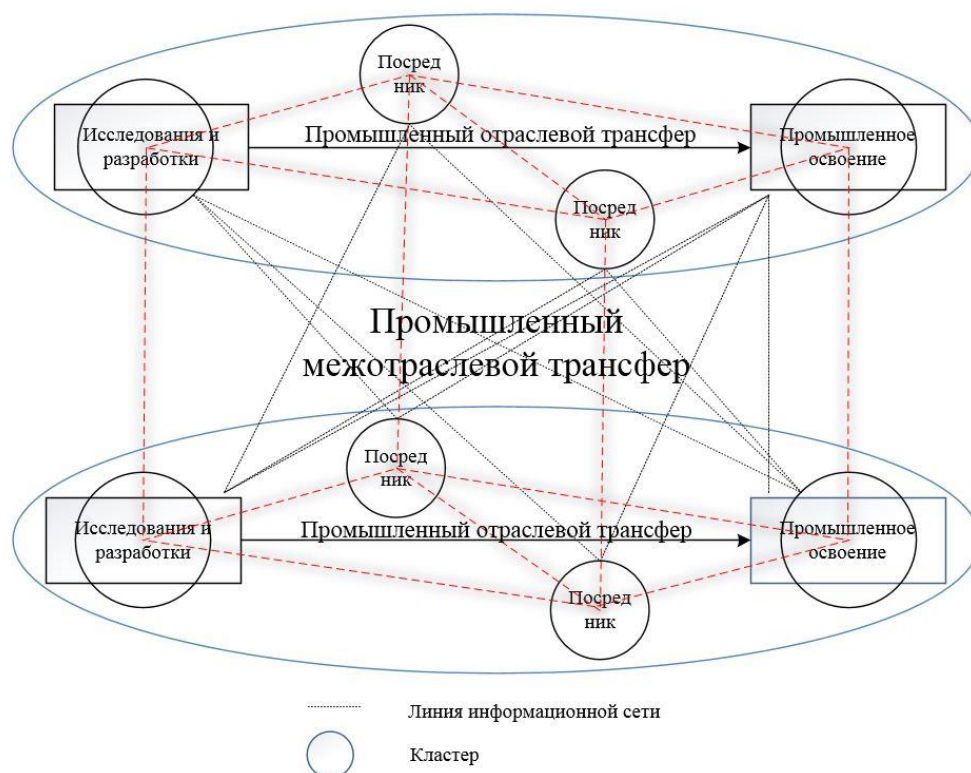 Посред
ник
Исследования и
разработки
Промышленный отраслевой трансфер
Промышленное
освоение
Посред
ник
Промышленный
межотраслевой трансфер
Посред
ник
Исследования и
разработки
Промышленный отраслевой трансфер
Промышленное
освоение
Посред
ник
Линия информационной сети
Кластер